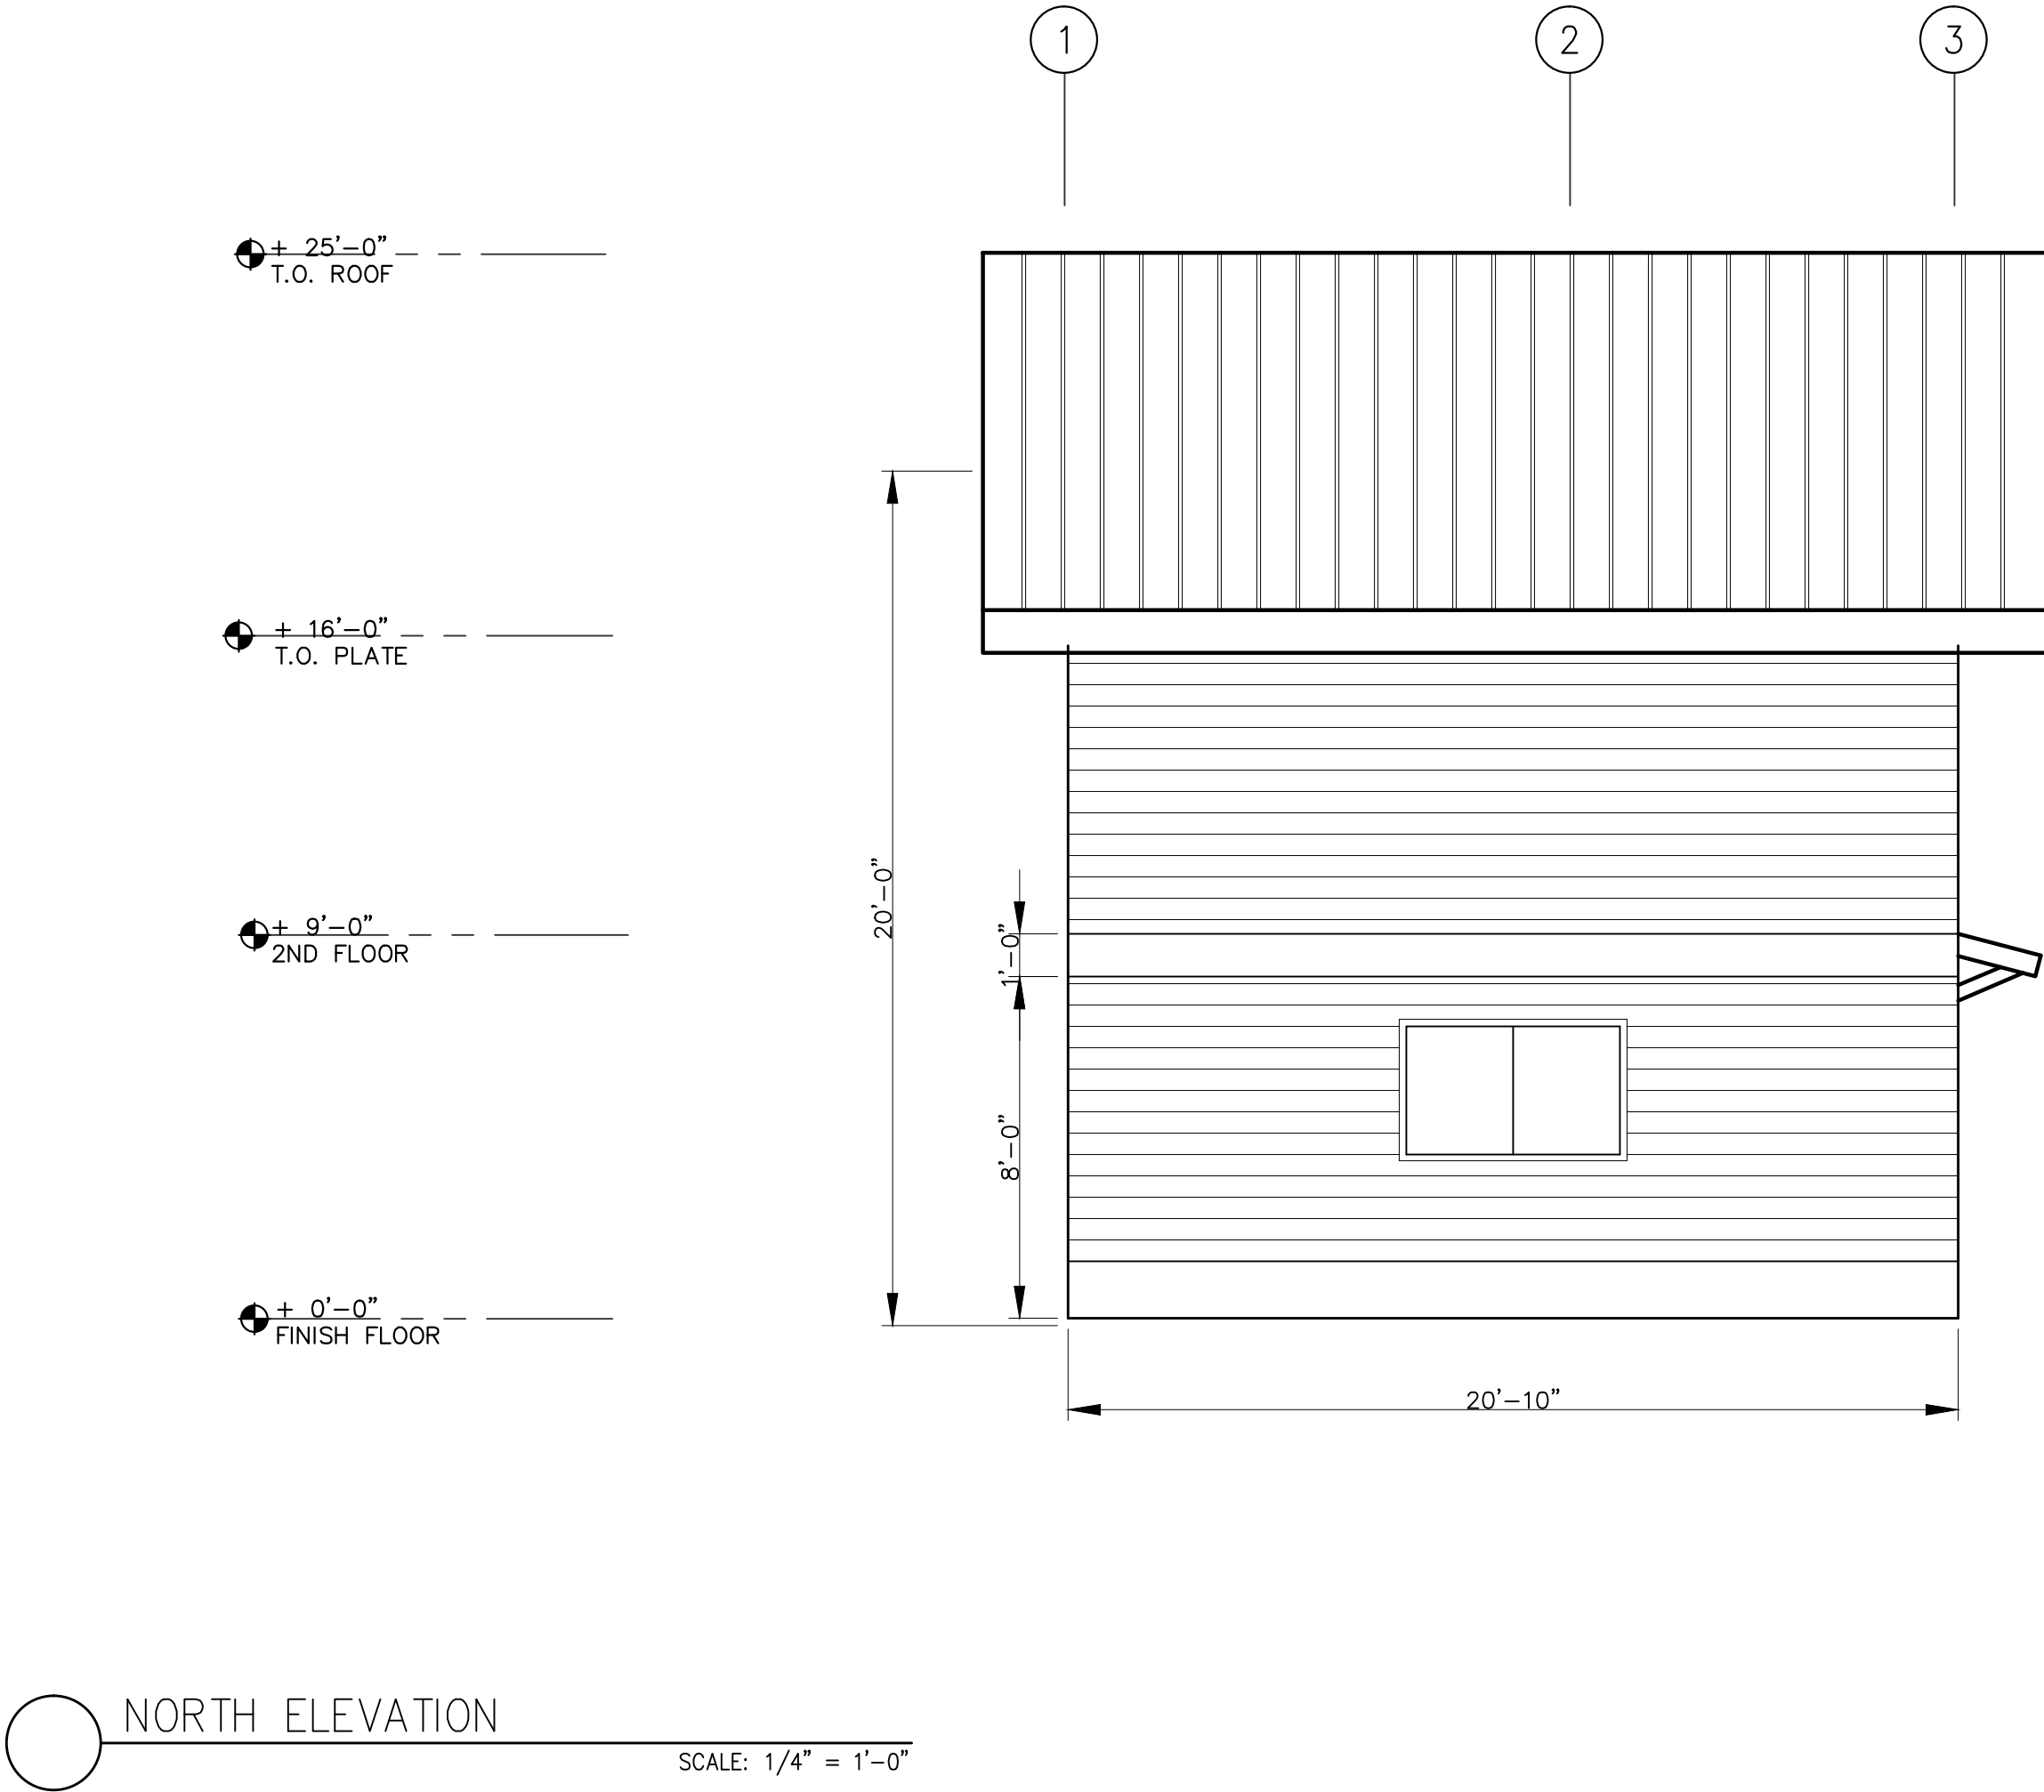 1 2 3
+ 25'-0"
T.O. ROOF
+ 16'-0"
T.O. PLATE
20'-0"
1'-0"
+ 9'-0"
2ND FLOOR
8'-0"
+ 0'-0"
FINISH FLOOR
20'-10"
NORTH ELEVATION
SCALE: 1/4" = 1'-0"